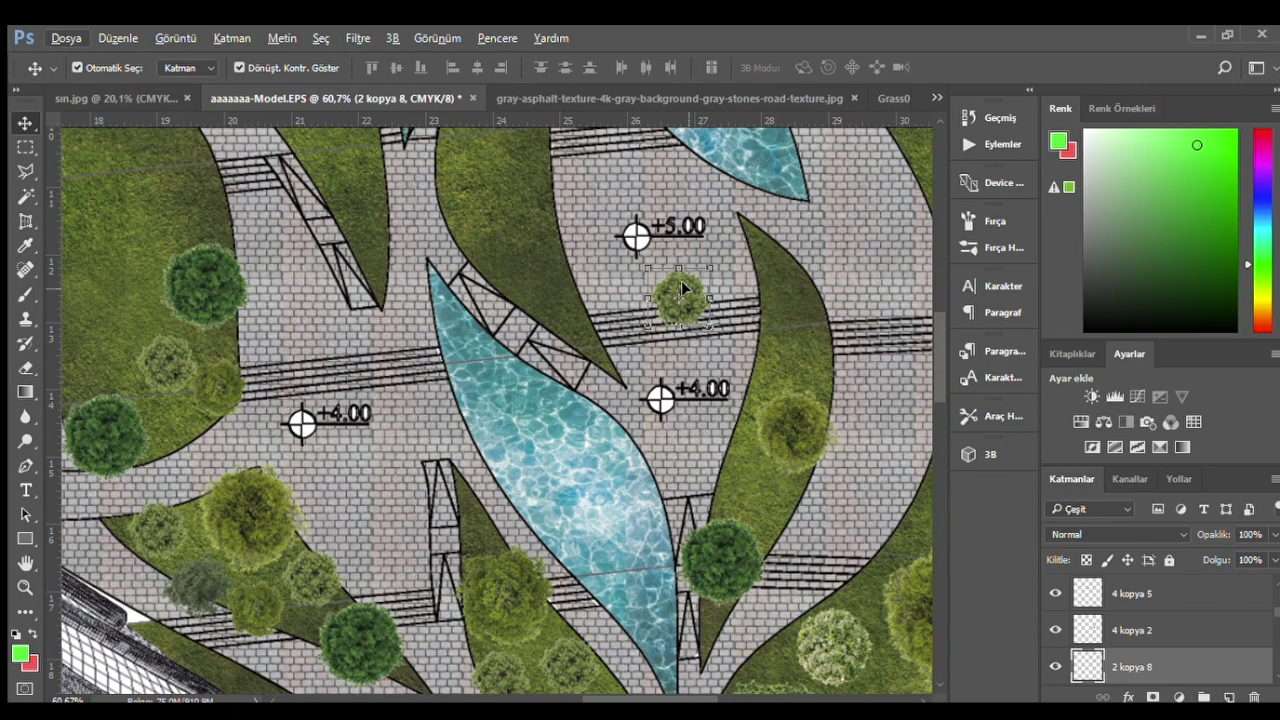 Ps Dosya Düzenle Görüntü Katman Metin Seç Filtre 3B Görünüm Pencere Yardım
Otomatik Seç: Katman Dönüşt. Kontr. Göster 3B Modu:
sın.jpg @ 20,1% (CMYK... × aaaaaaa-Model.EPS @ 60,7% (2 kopya 8, CMYK/8) * × gray-asphalt-texture-4k-gray-background-gray-stones-road-texture.jpg × Grass0
18 19 20 21 22 23 24 25 26 27 28 29 30
+5.00
+4.00
+4.00
Geçmiş
Eylemler
Device ...
Fırça
Fırça H...
Karakter
Paragraf
Paragra...
Karakt...
Araç H...
3B
Renk Renk Örnekleri
Kitaplıklar Ayarlar
Ayar ekle
Katmanlar Kanallar Yollar
Çeşit
Normal Opaklık: 100%
Kilitle: Dolgu: 100%
4 kopya 5
4 kopya 2
2 kopya 8
fx